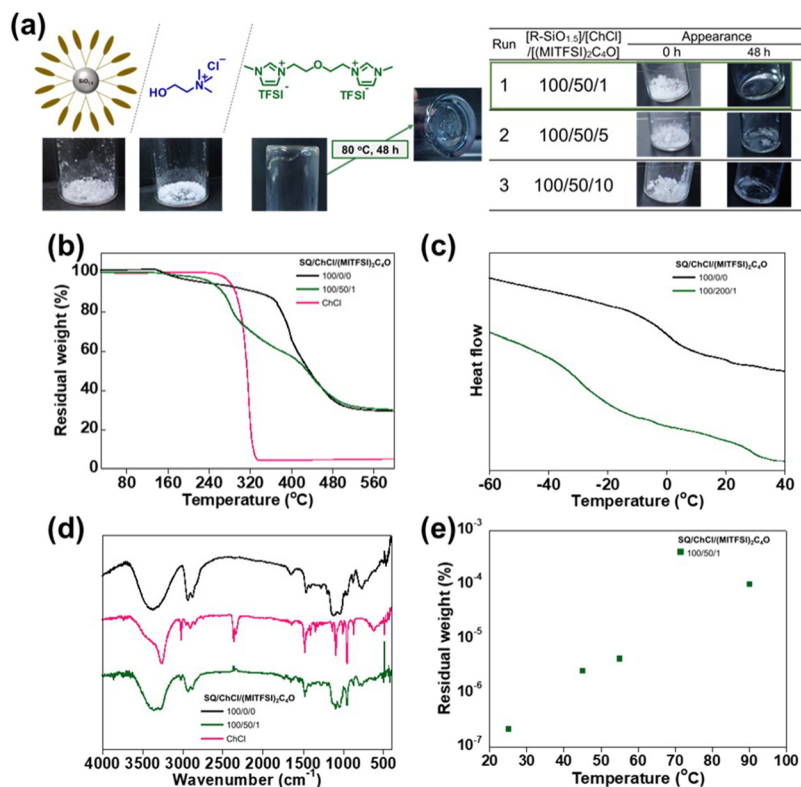 (a)
SiO₁.₅
HO
N⁺
Cl⁻
N
N⁺
O
N⁺
N
TFSI⁻
TFSI⁻
80 °C, 48 h
Run
[R-SiO₁.₅]/[ChCl]
/[(MITFSI)₂C₄O]
Appearance
0 h
48 h
1
100/50/1
2
100/50/5
3
100/50/10
(b)
SQ/ChCl/(MITFSI)₂C₄O
100/0/0
100/50/1
ChCl
Residual weight (%)
100
80
60
40
20
0
80
160
240
320
400
480
560
Temperature (°C)
(c)
SQ/ChCl/(MITFSI)₂C₄O
100/0/0
100/200/1
Heat flow
-60
-40
-20
0
20
40
Temperature (°C)
(d)
SQ/ChCl/(MITFSI)₂C₄O
100/0/0
100/50/1
ChCl
4000
3500
3000
2500
2000
1500
1000
500
Wavenumber (cm⁻¹)
(e)
SQ/ChCl/(MITFSI)₂C₄O
100/50/1
Residual weight (%)
10⁻³
10⁻⁴
10⁻⁵
10⁻⁶
10⁻⁷
20
30
40
50
60
70
80
90
100
Temperature (°C)